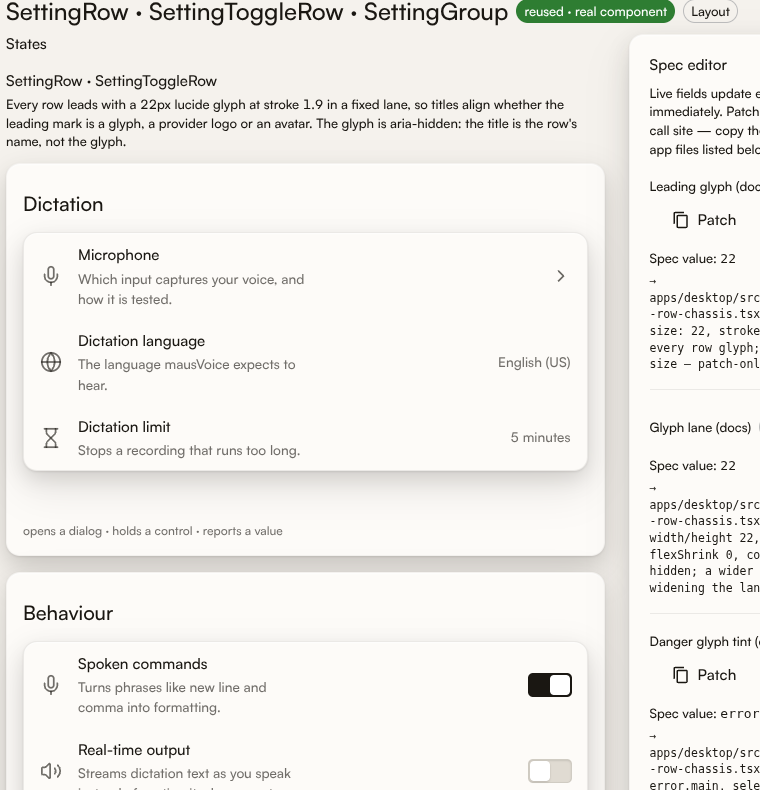 SettingRow · SettingToggleRow · SettingGroup reused · real component Layout
States
SettingRow · SettingToggleRow
Every row leads with a 22px lucide glyph at stroke 1.9 in a fixed lane, so titles align whether the
leading mark is a glyph, a provider logo or an avatar. The glyph is aria-hidden: the title is the row's
name, not the glyph.
Dictation
Microphone
Which input captures your voice, and
how it is tested.
Dictation language
The language mausVoice expects to
hear.
English (US)
Dictation limit
Stops a recording that runs too long.
5 minutes
opens a dialog · holds a control · reports a value
Behaviour
Spoken commands
Turns phrases like new line and
comma into formatting.
Real-time output
Streams dictation text as you speak
Spec editor
Live fields update
immediately. Patch
call site — copy
app files listed
Leading glyph
Patch
Spec value: 22
→
apps/desktop/src
-row-chassis.tsx
size: 22,
every row glyph;
size —
Glyph lane (docs)
Spec value: 22
→
apps/desktop/src
-row-chassis.tsx
width/height 22,
flexShrink 0,
hidden; a wider
widening the
Danger glyph tint
Patch
Spec value: error
→
apps/desktop/src
-row-chassis.tsx
error.main,